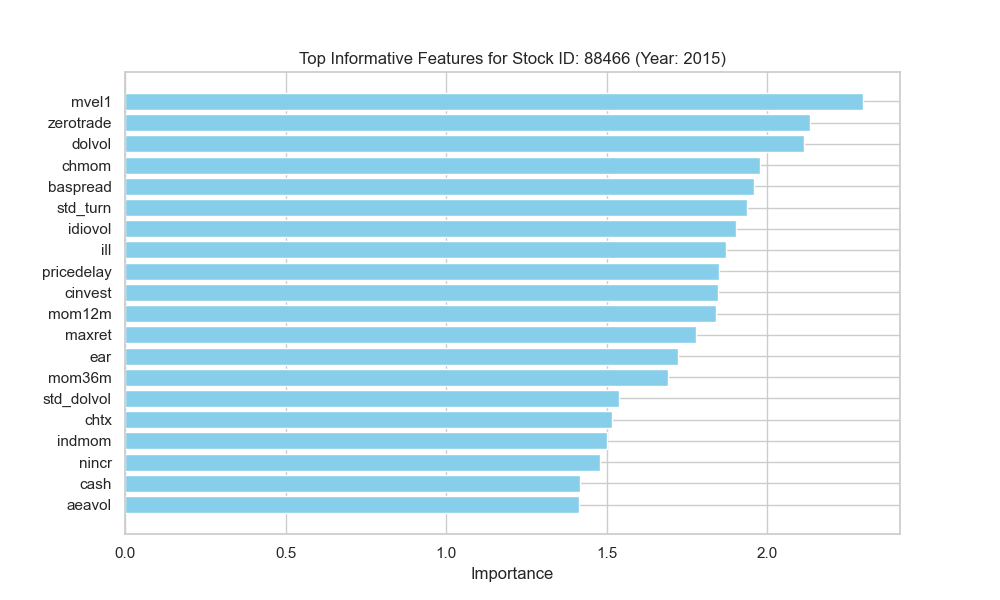 Top Informative Features for Stock ID: 88466 (Year: 2015)
mvel1
zerotrade
dolvol
chmom
baspread
std_turn
idiovol
ill
pricedelay
cinvest
mom12m
maxret
ear
mom36m
std_dolvol
chtx
indmom
nincr
cash
aeavol
0.0 0.5 1.0 1.5 2.0
Importance